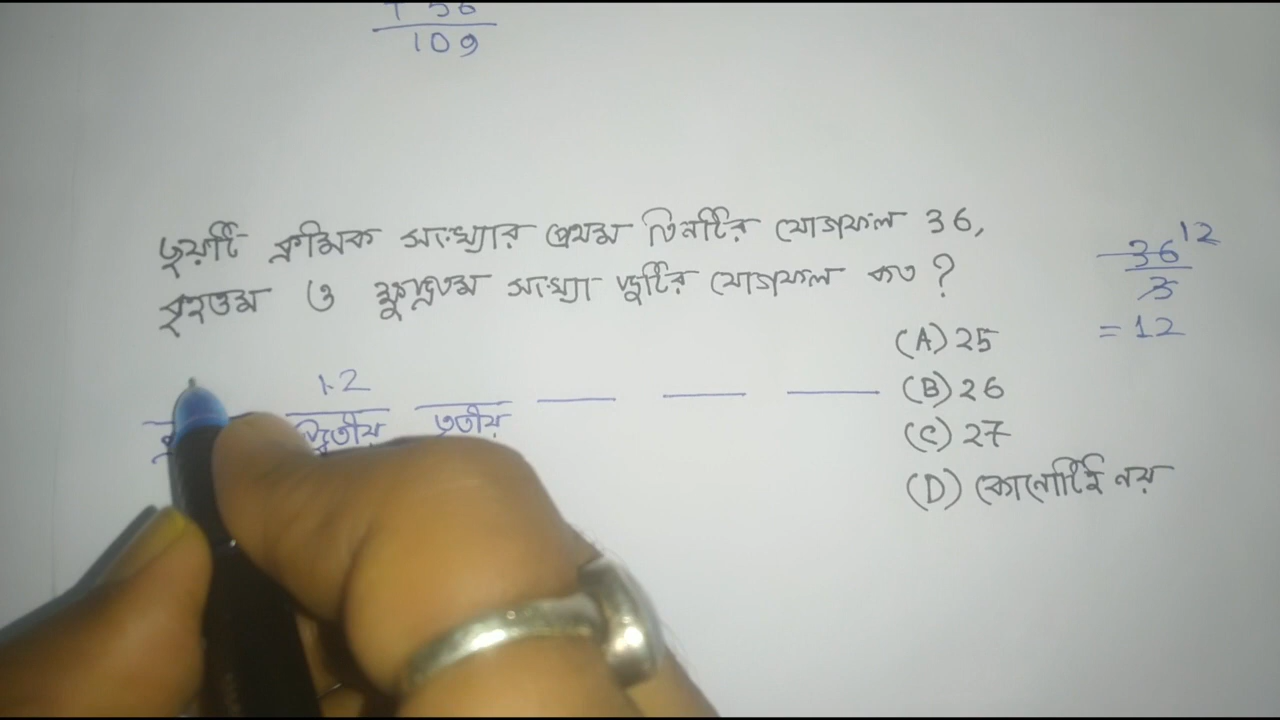 109
ছয়টি ক্রমিক সংখ্যার প্রথম তিনটির যোগফল 36,
বৃহত্তম ও ক্ষুদ্রতম সংখ্যা দুটির যোগফল কত ?
36 12
3
= 12
(A) 25
(B) 26
(C) 27
(D) কোনোটিই নয়
12
দ্বিতীয় তৃতীয়